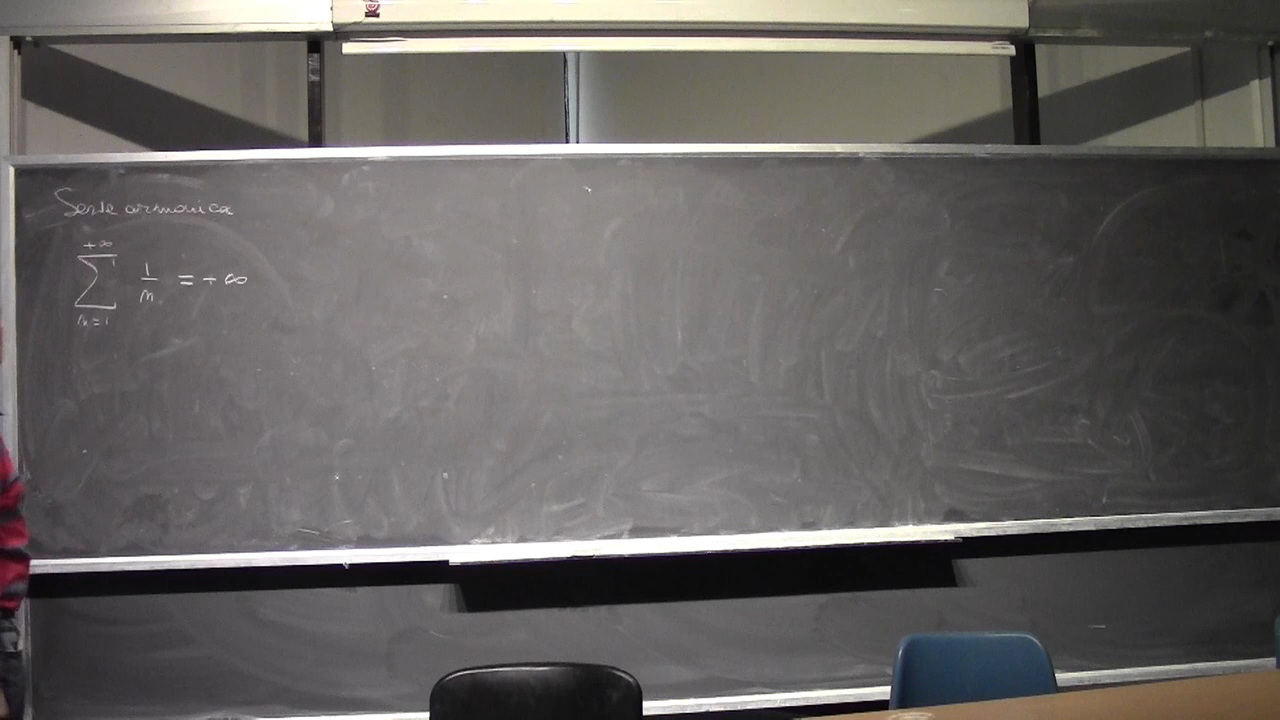 Serie armonica
+∞
∑ 1/n = +∞
n=1